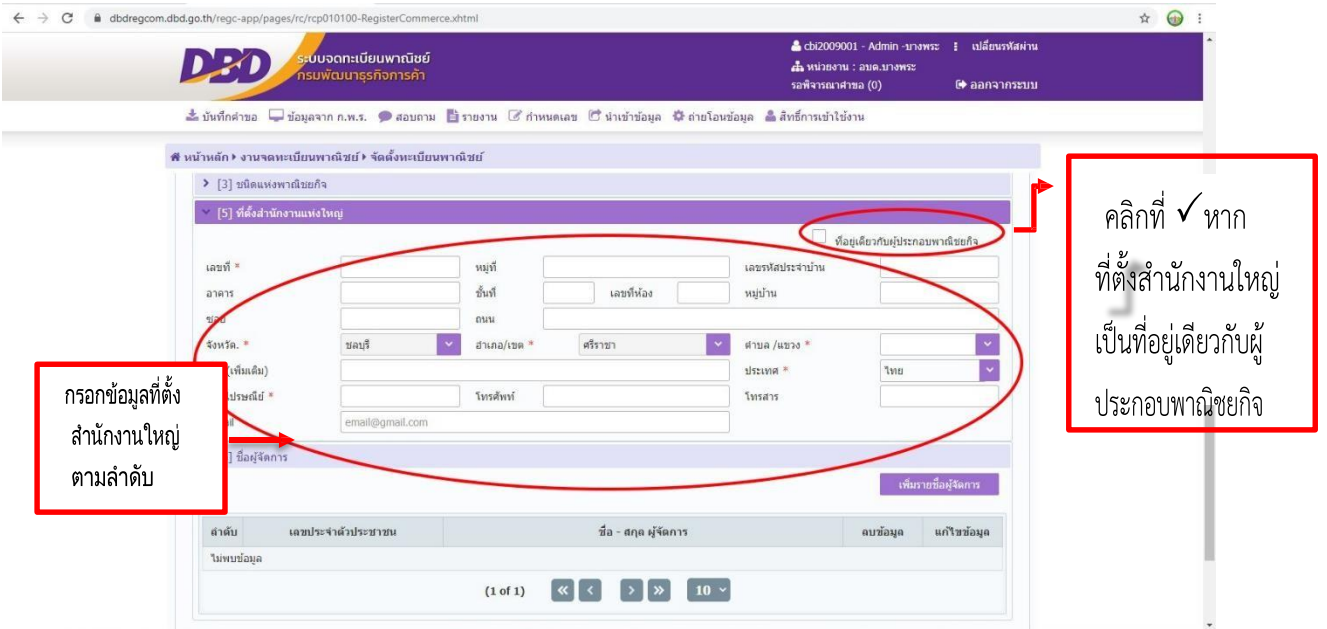 dbdregcom.dbd.go.th/regc-app/pages/rc/rcp010100-RegisterCommerce.xhtml
DBD
ระบบจดทะเบียนพาณิชย์
กรมพัฒนาธุรกิจการค้า
cbi2009001 - Admin -บางพระ
เปลี่ยนรหัสผ่าน
หน่วยงาน : อบต.บางพระ
รอพิจารณาสาขา (0)
ออกจากระบบ
บันทึกคำขอ ข้อมูลจาก ก.พ.ร. สอบถาม รายงาน กำหนดเลข นำเข้าข้อมูล ถ่ายโอนข้อมูล สิทธิ์การเข้าใช้งาน
หน้าหลัก งานจดทะเบียนพาณิชย์ จัดตั้งทะเบียนพาณิชย์
[3] ชนิดแห่งพาณิชยกิจ
[5] ที่ตั้งสำนักงานแห่งใหญ่
ที่อยู่เดียวกับผู้ประกอบพาณิชยกิจ
เลขที่ * หมู่ที่ เลขรหัสประจำบ้าน
อาคาร ชั้นที่ เลขที่ห้อง หมู่บ้าน
ซอย ถนน
จังหวัด. * ชลบุรี อำเภอ/เขต * ศรีราชา ตำบล /แขวง *
(เพิ่มเติม) ประเทศ * ไทย
ปรษณีย์ * โทรศัพท์ โทรสาร
email@gmail.com
] ชื่อผู้จัดการ
เพิ่มรายชื่อผู้จัดการ
ลำดับ เลขประจำตัวประชาชน ชื่อ - สกุล ผู้จัดการ ลบข้อมูล แก้ไขข้อมูล
ไม่พบข้อมูล
(1 of 1) 10
กรอกข้อมูลที่ตั้ง
สำนักงานใหญ่
ตามลำดับ
คลิกที่ ✓ หาก
ที่ตั้งสำนักงานใหญ่
เป็นที่อยู่เดียวกับผู้
ประกอบพาณิชยกิจ